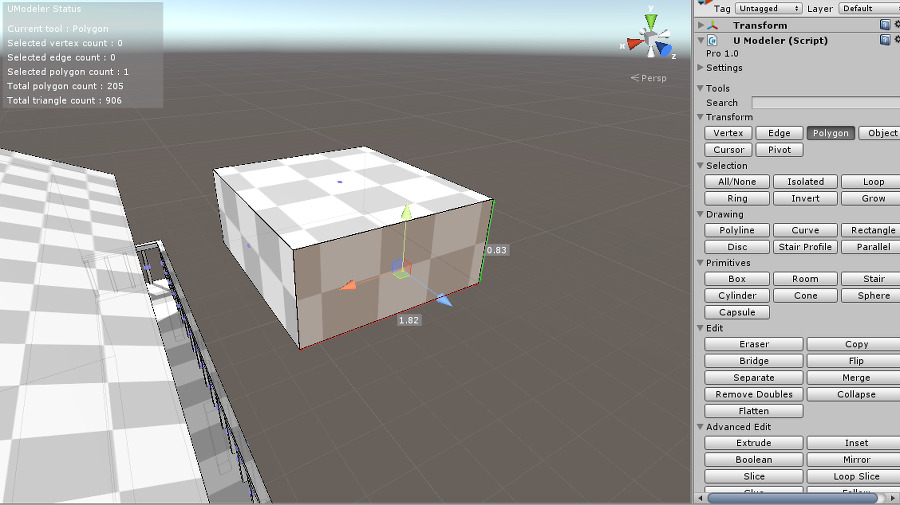 UModeler Status
Current tool : Polygon
Selected vertex count : 0
Selected edge count : 0
Selected polygon count : 1
Total polygon count : 205
Total triangle count : 906
y
x
z
Persp
0.83
1.82
Tag Untagged Layer Default
Transform
U Modeler (Script)
Pro 1.0
Settings
Tools
Search
Transform
Vertex Edge Polygon Object
Cursor Pivot
Selection
All/None Isolated Loop
Ring Invert Grow
Drawing
Polyline Curve Rectangle
Disc Stair Profile Parallel
Primitives
Box Room Stair
Cylinder Cone Sphere
Capsule
Edit
Eraser Copy
Bridge Flip
Separate Merge
Remove Doubles Collapse
Flatten
Advanced Edit
Extrude Inset
Boolean Mirror
Slice Loop Slice